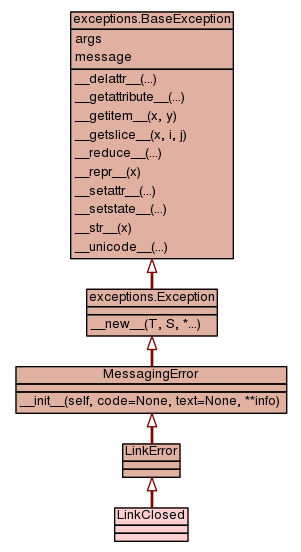 exceptions.BaseException
args
message
__delattr__(...)
__getattribute__(...)
__getitem__(x, y)
__getslice__(x, i, j)
__reduce__(...)
__repr__(x)
__setattr__(...)
__setstate__(...)
__str__(x)
__unicode__(...)
exceptions.Exception
__new__(T, S, *...)
MessagingError
__init__(self, code=None, text=None, **info)
LinkError
LinkClosed